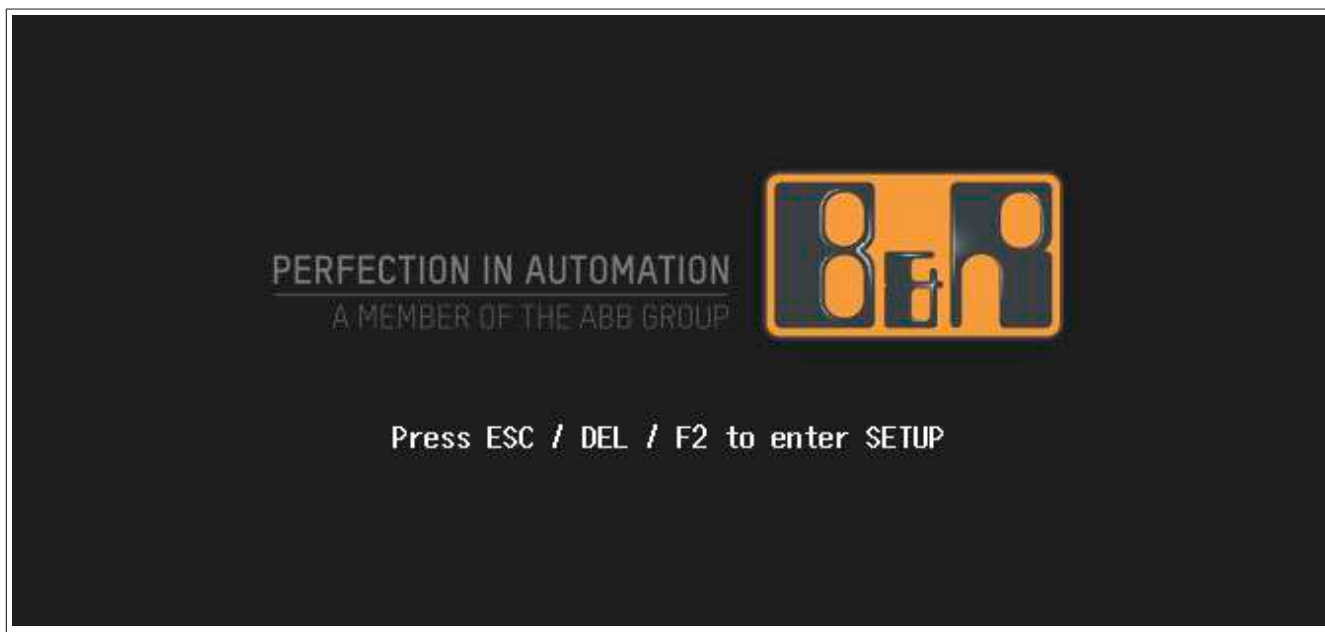 PERFECTION IN AUTOMATION
A MEMBER OF THE ABB GROUP
B&R
Press ESC / DEL / F2 to enter SETUP